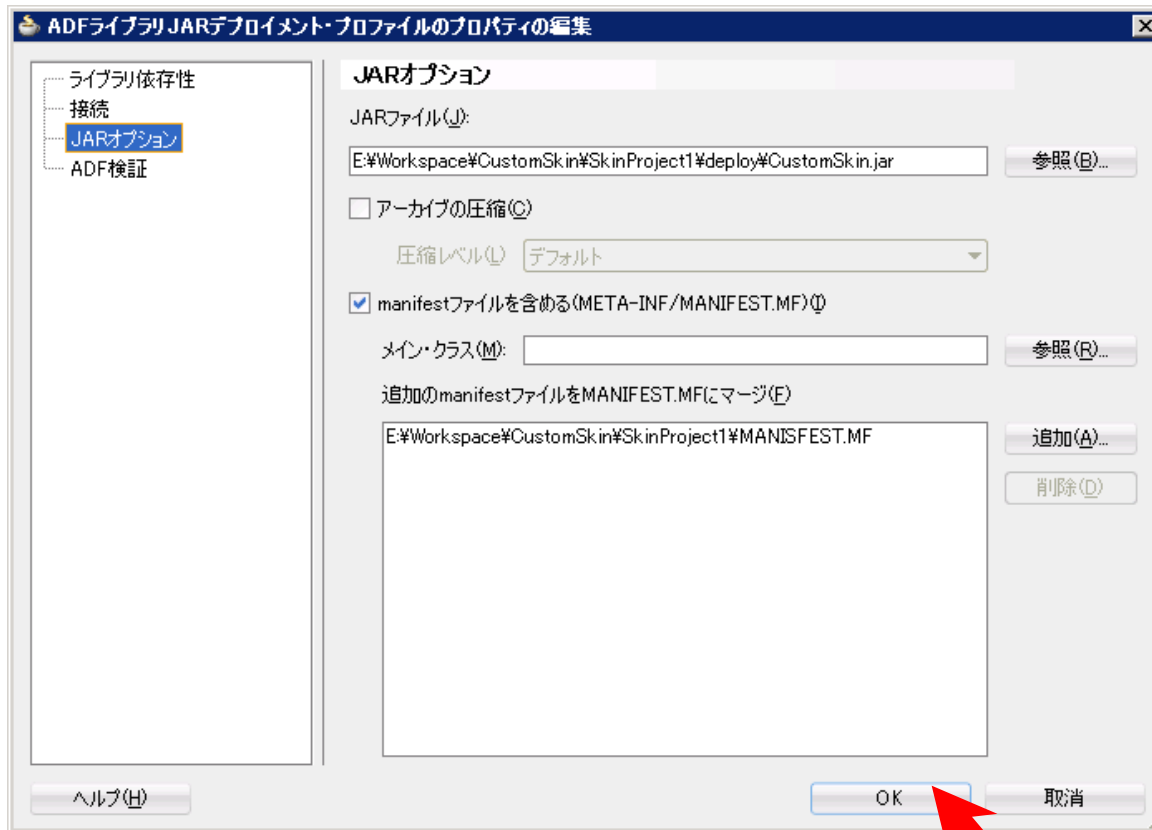 ADFライブラリJARデプロイメント・プロファイルのプロパティの編集
ライブラリ依存性
接続
JARオプション
ADF検証
JARオプション
JARファイル(J):
E:¥Workspace¥CustomSkin¥SkinProject1¥deploy¥CustomSkin.jar
参照(B)...
アーカイブの圧縮(C)
圧縮レベル(L) デフォルト
manifestファイルを含める(META-INF/MANIFEST.MF)(I)
メイン・クラス(M):
参照(R)...
追加のmanifestファイルをMANIFEST.MFにマージ(F)
E:¥Workspace¥CustomSkin¥SkinProject1¥MANISFEST.MF
追加(A)...
削除(D)
ヘルプ(H)
OK
取消